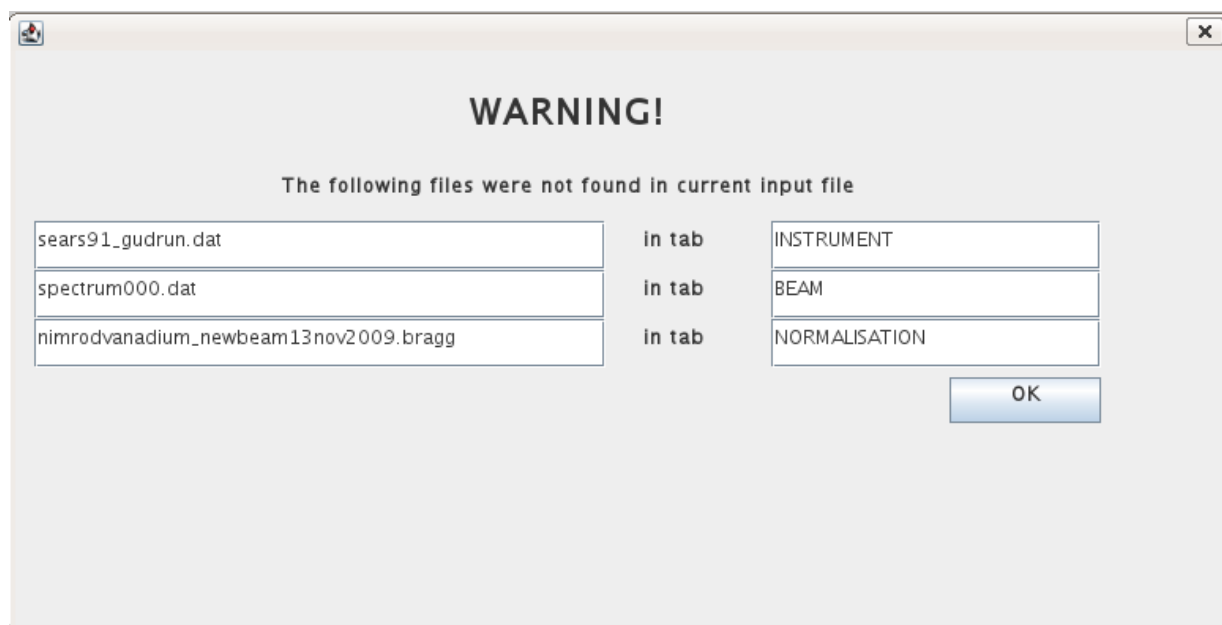 WARNING!
The following files were not found in current input file
sears91_gudrun.dat in tab INSTRUMENT
spectrum000.dat in tab BEAM
nimrodvanadium_newbeam13nov2009.bragg in tab NORMALISATION
OK